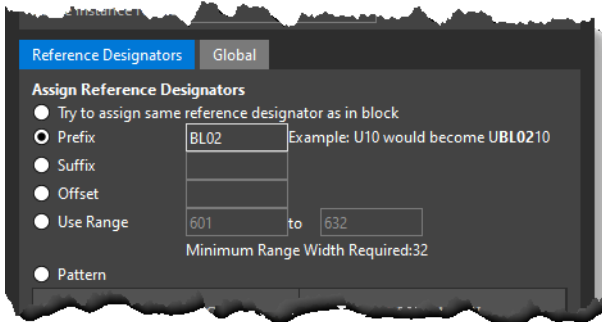 Reference Designators Global
Assign Reference Designators
Try to assign same reference designator as in block
Prefix BL02 Example: U10 would become UBL0210
Suffix
Offset
Use Range 601 to 632
Minimum Range Width Required:32
Pattern